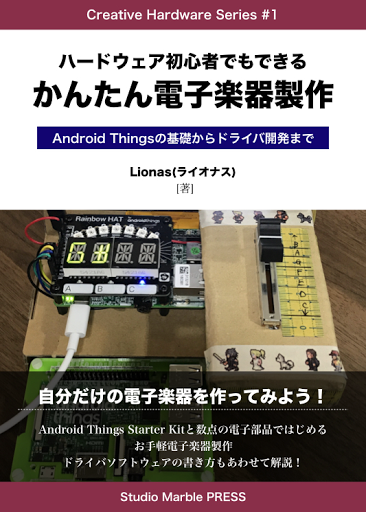 Creative Hardware Series #1
ハードウェア初心者でもできる
かんたん電子楽器製作
Android Thingsの基礎からドライバ開発まで
Lionas(ライオナス)
[著]
Rainbow HAT
androidthings
A
B
C
things
自分だけの電子楽器を作ってみよう！
Android Things Starter Kitと数点の電子部品ではじめる
お手軽電子楽器製作
ドライバソフトウェアの書き方もあわせて解説！
Studio Marble PRESS